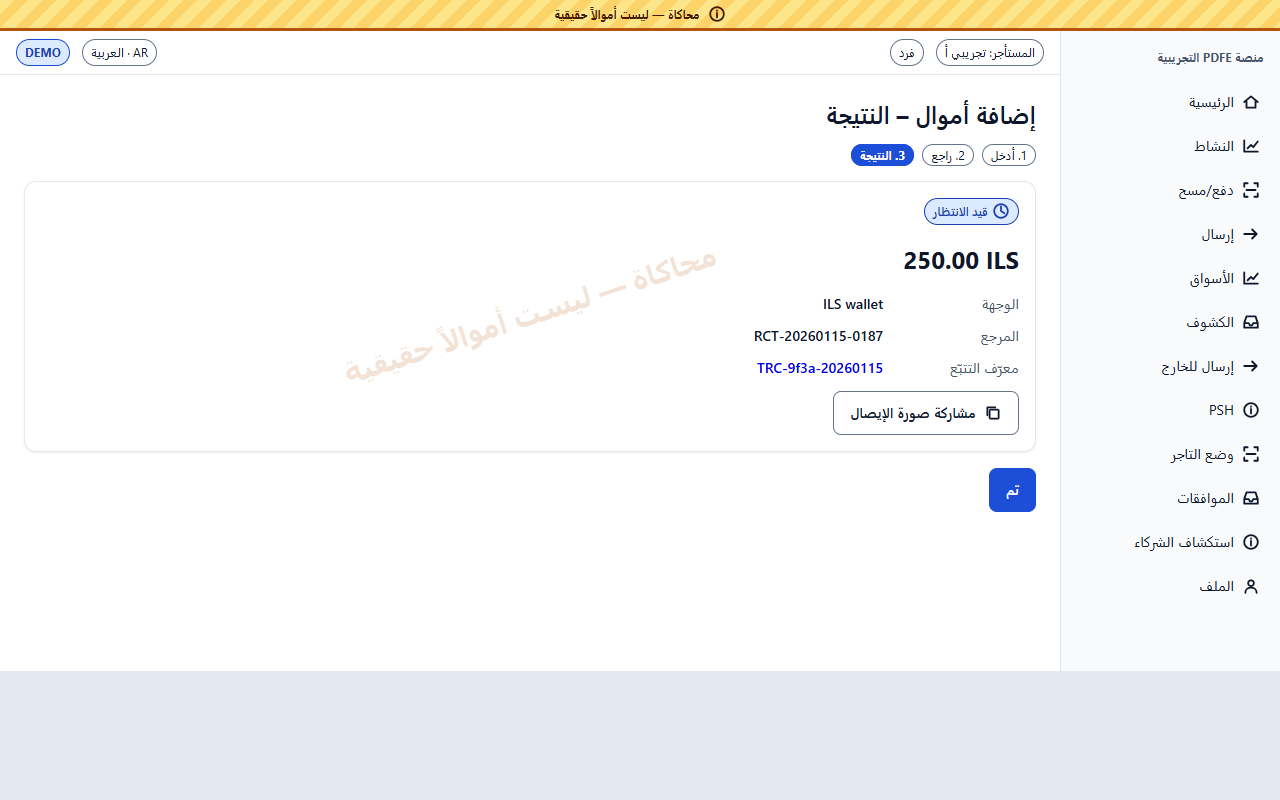 محاكاة — ليست أموالاً حقيقية
منصة PDFE التجريبية
الرئيسية
النشاط
دفع/مسح
إرسال
الأسواق
الكشوف
إرسال للخارج
PSH
وضع التاجر
الموافقات
استكشاف الشركاء
الملف
المستأجر: تجريبي أ
فرد
AR · العربية
DEMO
إضافة أموال – النتيجة
1. أدخل
2. راجع
3. النتيجة
قيد الانتظار
250.00 ILS
الوجهة ILS wallet
المرجع RCT-20260115-0187
معرّف التتبّع TRC-9f3a-20260115
مشاركة صورة الإيصال
محاكاة — ليست أموالاً حقيقية
تم